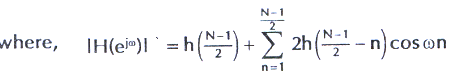 where, |H(e^{jω})| = h((N-1)/2) + Σ_{n=1}^{(N-1)/2} 2h((N-1)/2 - n) cos ωn